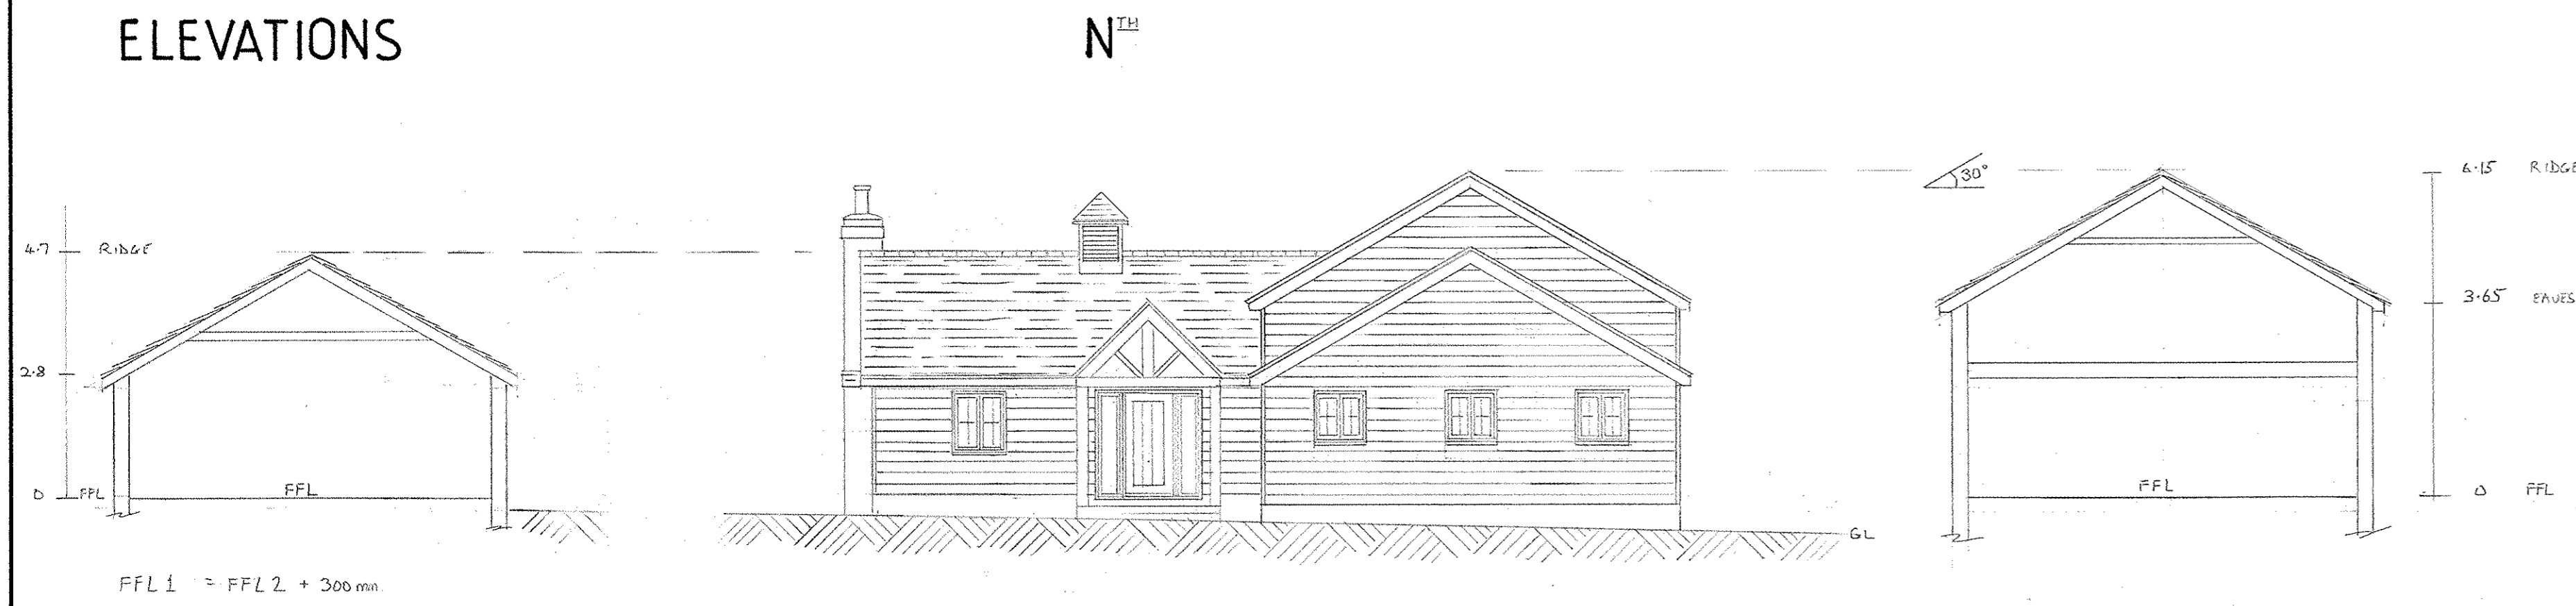 ELEVATIONS
Nᵀᴴ
30°
6.15 RIDGE
4.7 RIDGE
3.65 EAVES
2.8
0 FFL
FFL
FFL
0 FFL
GL
FFL 1 = FFL 2 + 300 mm.